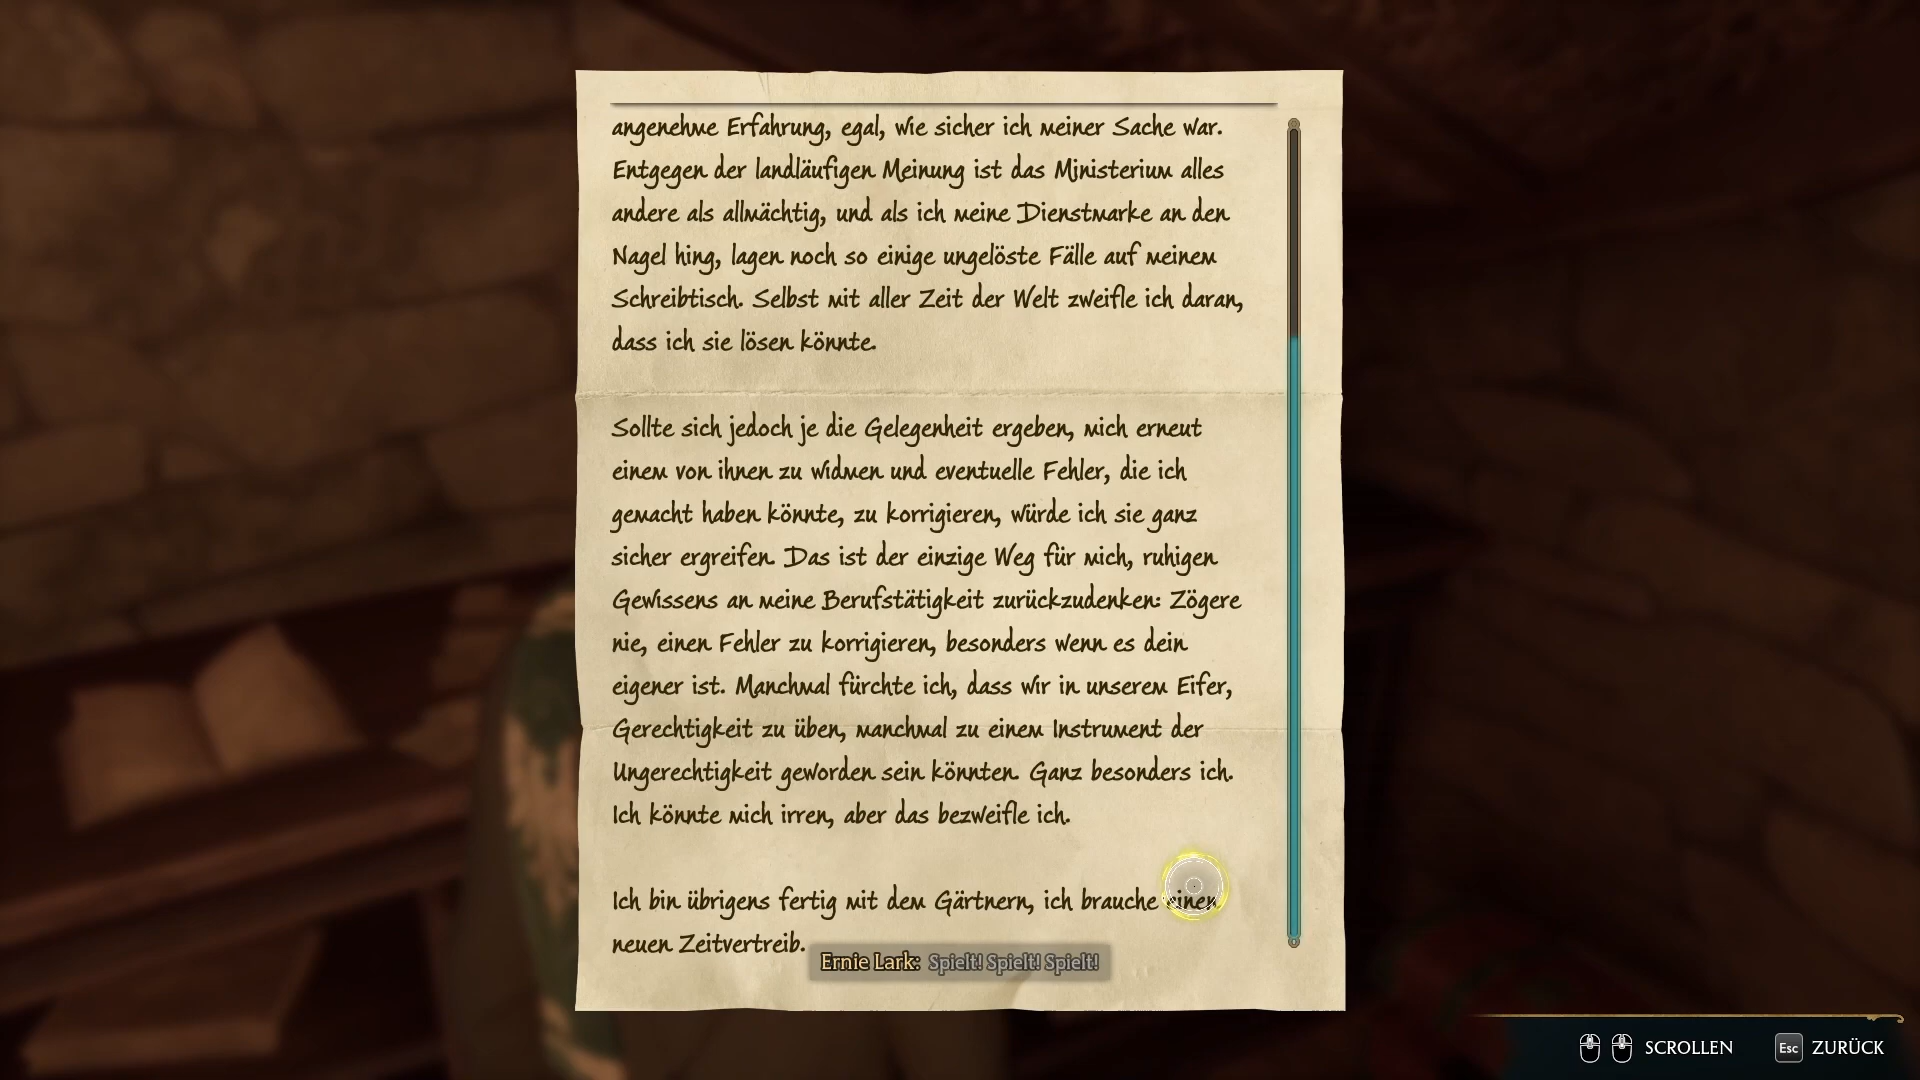 angenehme Erfahrung, egal, wie sicher ich meiner Sache war.
Entgegen der landläufigen Meinung ist das Ministerium alles
andere als allmächtig, und als ich meine Dienstmarke an den
Nagel hing, lagen noch so einige ungelöste Fälle auf meinem
Schreibtisch. Selbst mit aller Zeit der Welt zweifle ich daran,
dass ich sie lösen könnte.
Sollte sich jedoch je die Gelegenheit ergeben, mich erneut
einem von ihnen zu widmen und eventuelle Fehler, die ich
gemacht haben könnte, zu korrigieren, würde ich sie ganz
sicher ergreifen. Das ist der einzige Weg für mich, ruhigen
Gewissens an meine Berufstätigkeit zurückzudenken: Zögere
nie, einen Fehler zu korrigieren, besonders wenn es dein
eigener ist. Manchmal fürchte ich, dass wir in unserem Eifer,
Gerechtigkeit zu üben, manchmal zu einem Instrument der
Ungerechtigkeit geworden sein könnten. Ganz besonders ich.
Ich könnte mich irren, aber das bezweifle ich.
Ich bin übrigens fertig mit dem Gärtnern, ich brauche einen
neuen Zeitvertreib.
Ernie Lark: Spielt! Spielt! Spielt!
SCROLLEN
Esc ZURÜCK